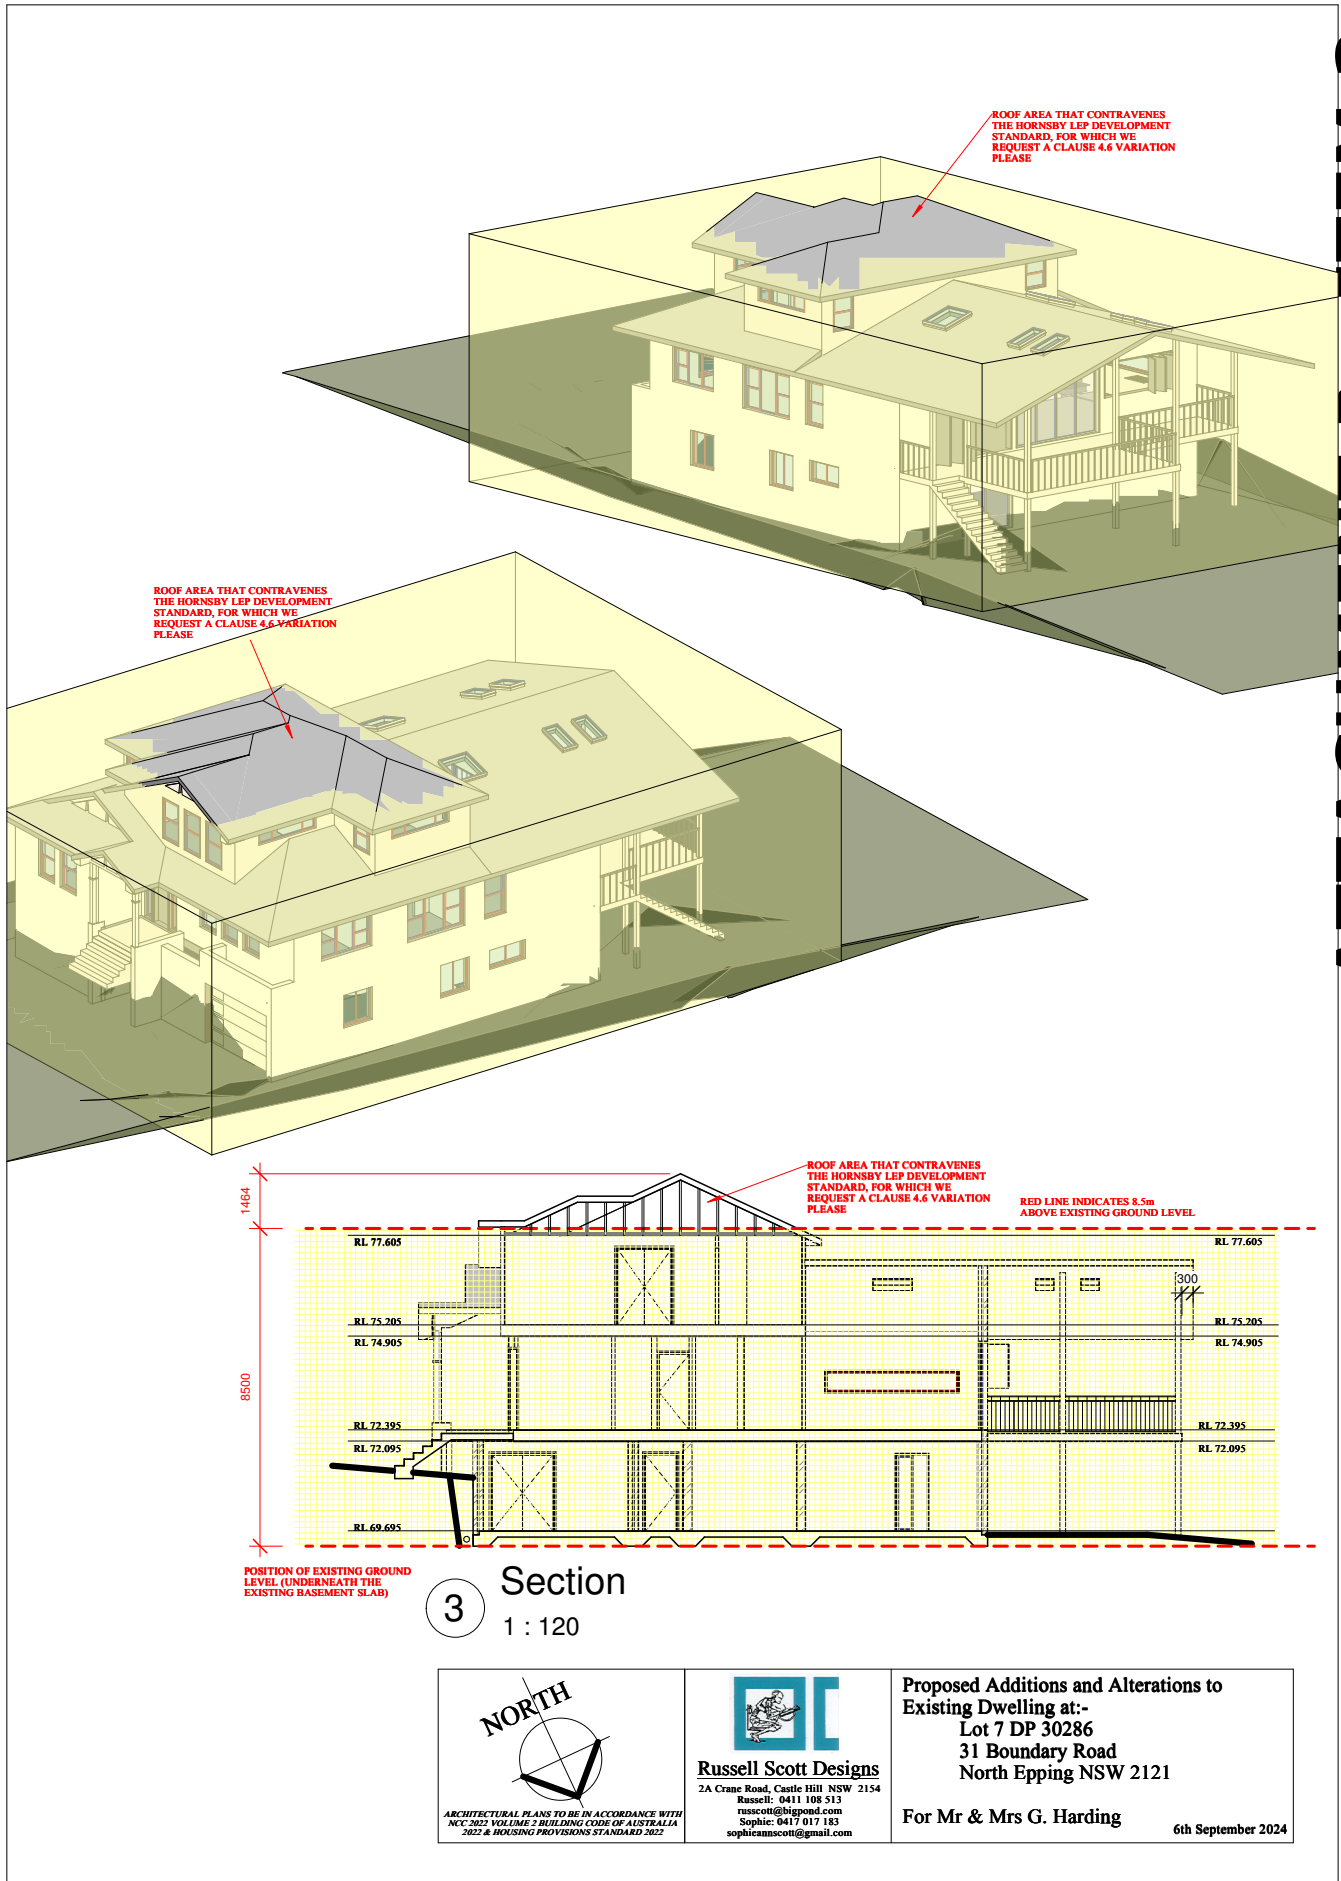 ROOF AREA THAT CONTRAVENES
THE HORNSBY LEP DEVELOPMENT
STANDARD, FOR WHICH WE
REQUEST A CLAUSE 4.6 VARIATION
PLEASE
ROOF AREA THAT CONTRAVENES
THE HORNSBY LEP DEVELOPMENT
STANDARD, FOR WHICH WE
REQUEST A CLAUSE 4.6 VARIATION
PLEASE
ROOF AREA THAT CONTRAVENES
THE HORNSBY LEP DEVELOPMENT
STANDARD, FOR WHICH WE
REQUEST A CLAUSE 4.6 VARIATION
PLEASE
RED LINE INDICATES 8.5m
ABOVE EXISTING GROUND LEVEL
1464
8500
RL 77.605
RL 77.605
300
RL 75.205
RL 75.205
RL 74.905
RL 74.905
RL 72.395
RL 72.395
RL 72.095
RL 72.095
RL 69.695
POSITION OF EXISTING GROUND
LEVEL (UNDERNEATH THE
EXISTING BASEMENT SLAB)
3
Section
1 : 120
NORTH
ARCHITECTURAL PLANS TO BE IN ACCORDANCE WITH
NCC 2022 VOLUME 2 BUILDING CODE OF AUSTRALIA
2022 & HOUSING PROVISIONS STANDARD 2022
Russell Scott Designs
2A Crane Road, Castle Hill NSW 2154
Russell: 0411 108 513
russcott@bigpond.com
Sophie: 0417 017 183
sophieannscott@gmail.com
Proposed Additions and Alterations to
Existing Dwelling at:-
Lot 7 DP 30286
31 Boundary Road
North Epping NSW 2121
For Mr & Mrs G. Harding
6th September 2024